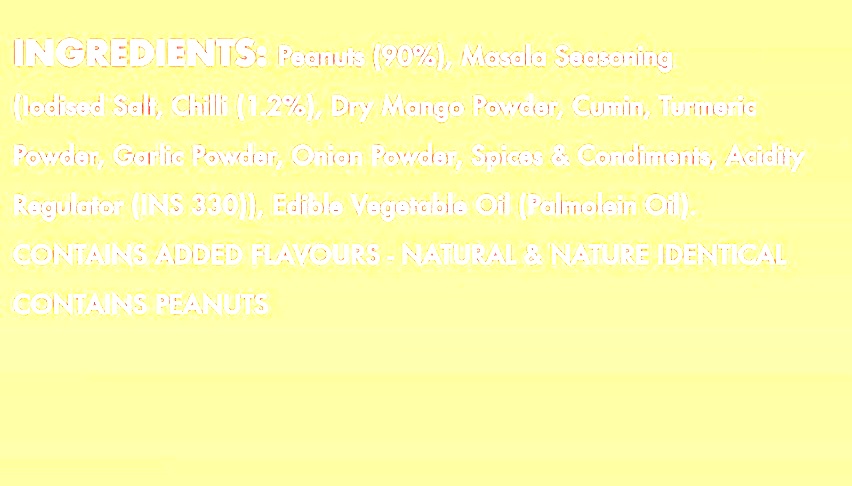 INGREDIENTS: Peanuts (90%), Masala Seasoning
(Iodised Salt, Chilli (1.2%), Dry Mango Powder, Cumin, Turmeric
Powder, Garlic Powder, Onion Powder, Spices & Condiments, Acidity
Regulator (INS 330)), Edible Vegetable Oil (Palmolein Oil).
CONTAINS ADDED FLAVOURS - NATURAL & NATURE IDENTICAL
CONTAINS PEANUTS